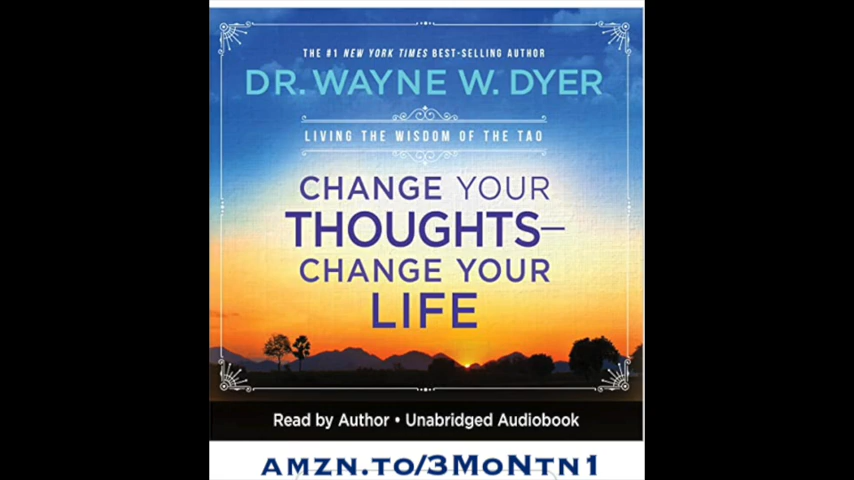 THE #1 NEW YORK TIMES BEST-SELLING AUTHOR
DR. WAYNE W. DYER
LIVING THE WISDOM OF THE TAO
CHANGE YOUR
THOUGHTS—
CHANGE YOUR
LIFE
Read by Author • Unabridged Audiobook
AMZN.TO/3MONTN1